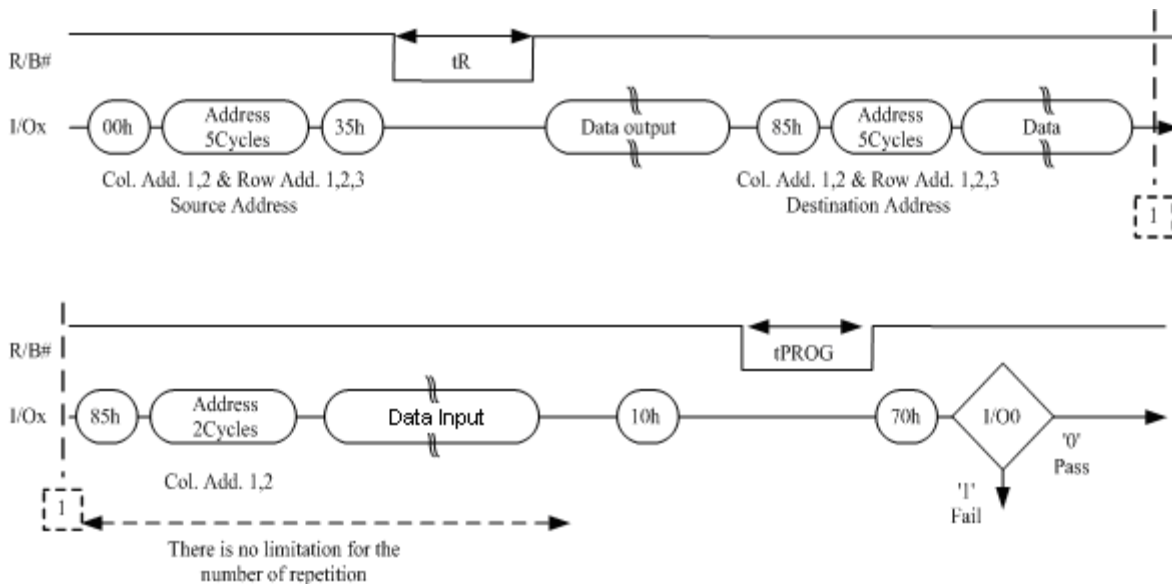 R/B#
tR
I/Ox
00h
Address
5Cycles
35h
Data output
85h
Address
5Cycles
Data
Col. Add. 1,2 & Row Add. 1,2,3
Source Address
Col. Add. 1,2 & Row Add. 1,2,3
Destination Address
1
R/B#
tPROG
I/Ox
85h
Address
2Cycles
Data Input
10h
70h
I/O0
'0'
Pass
Col. Add. 1,2
'1'
Fail
1
There is no limitation for the
number of repetition